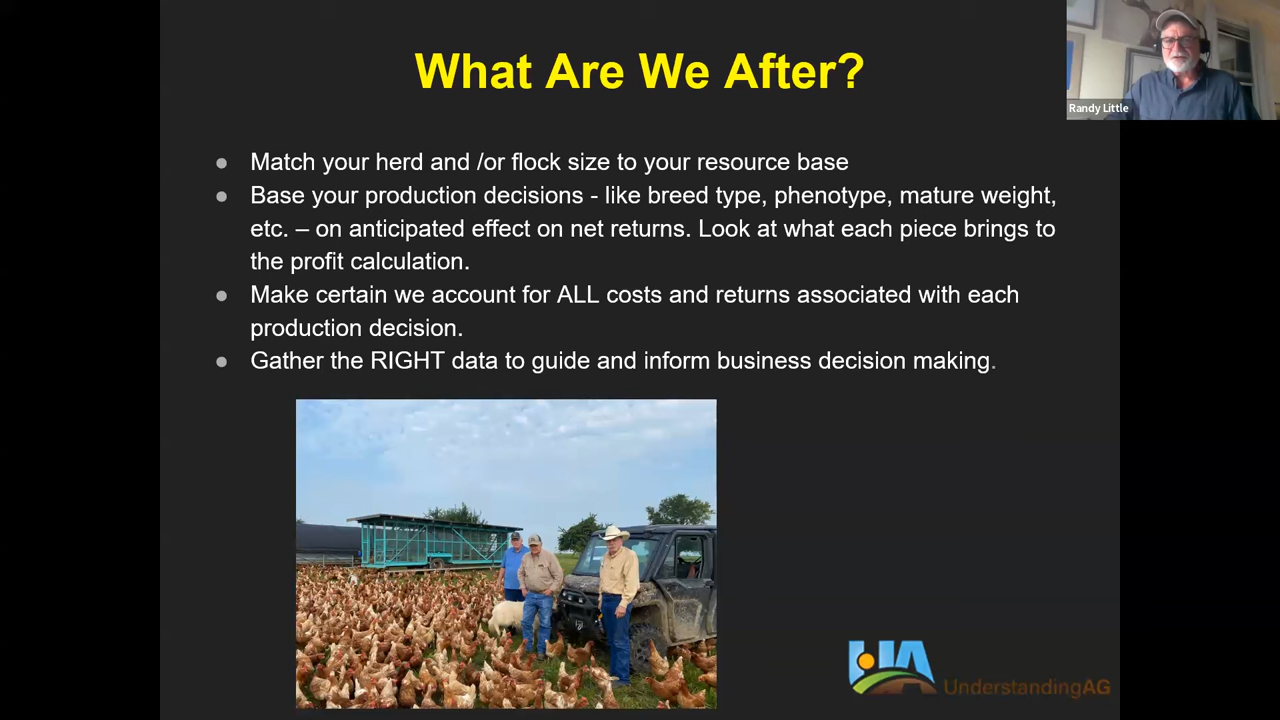 What Are We After?
Randy Little
● Match your herd and /or flock size to your resource base
● Base your production decisions - like breed type, phenotype, mature weight,
etc. – on anticipated effect on net returns. Look at what each piece brings to
the profit calculation.
● Make certain we account for ALL costs and returns associated with each
production decision.
● Gather the RIGHT data to guide and inform business decision making.
UA
UnderstandingAG